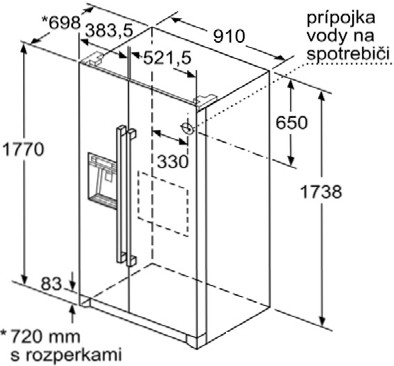 *698
383,5
910
prípojka
vody na
spotrebiči
521,5
1770
650
330
1738
83
* 720 mm
s rozperkami